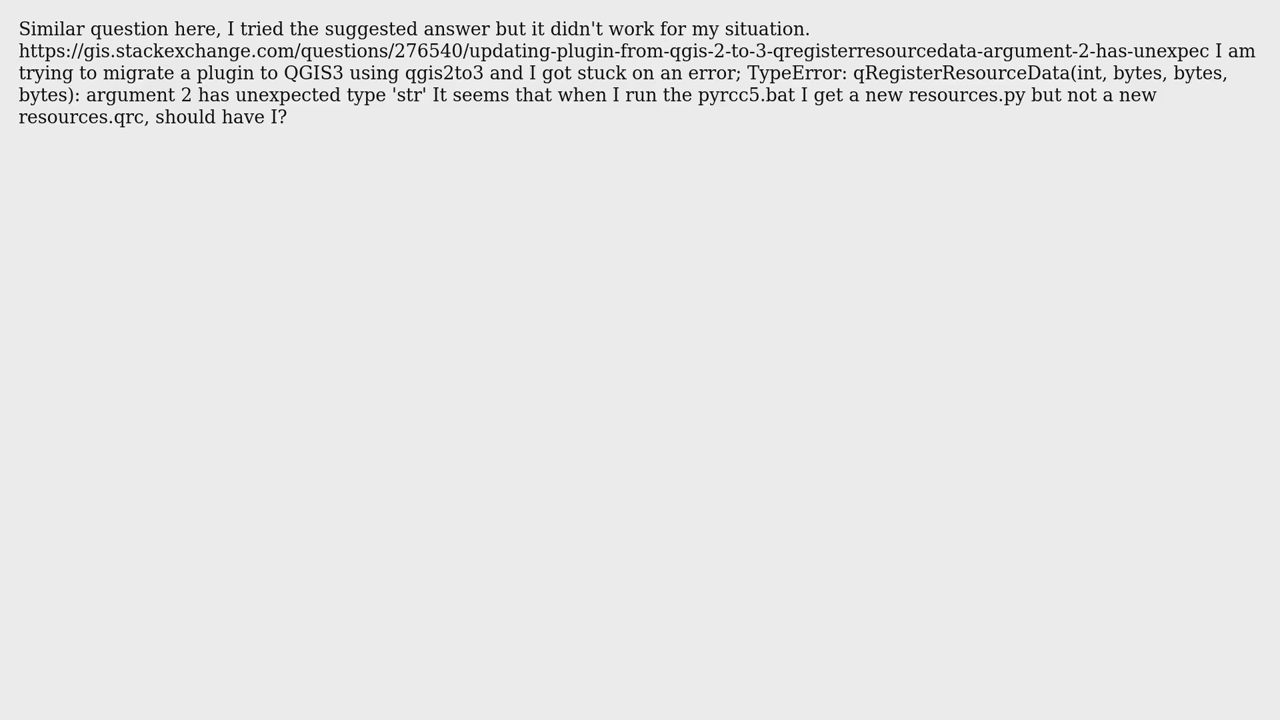 Similar question here, I tried the suggested answer but it didn't work for my situation.
https://gis.stackexchange.com/questions/276540/updating-plugin-from-qgis-2-to-3-qregisterresourcedata-argument-2-has-unexpec I am
trying to migrate a plugin to QGIS3 using qgis2to3 and I got stuck on an error; TypeError: qRegisterResourceData(int, bytes, bytes,
bytes): argument 2 has unexpected type 'str' It seems that when I run the pyrcc5.bat I get a new resources.py but not a new
resources.qrc, should have I?